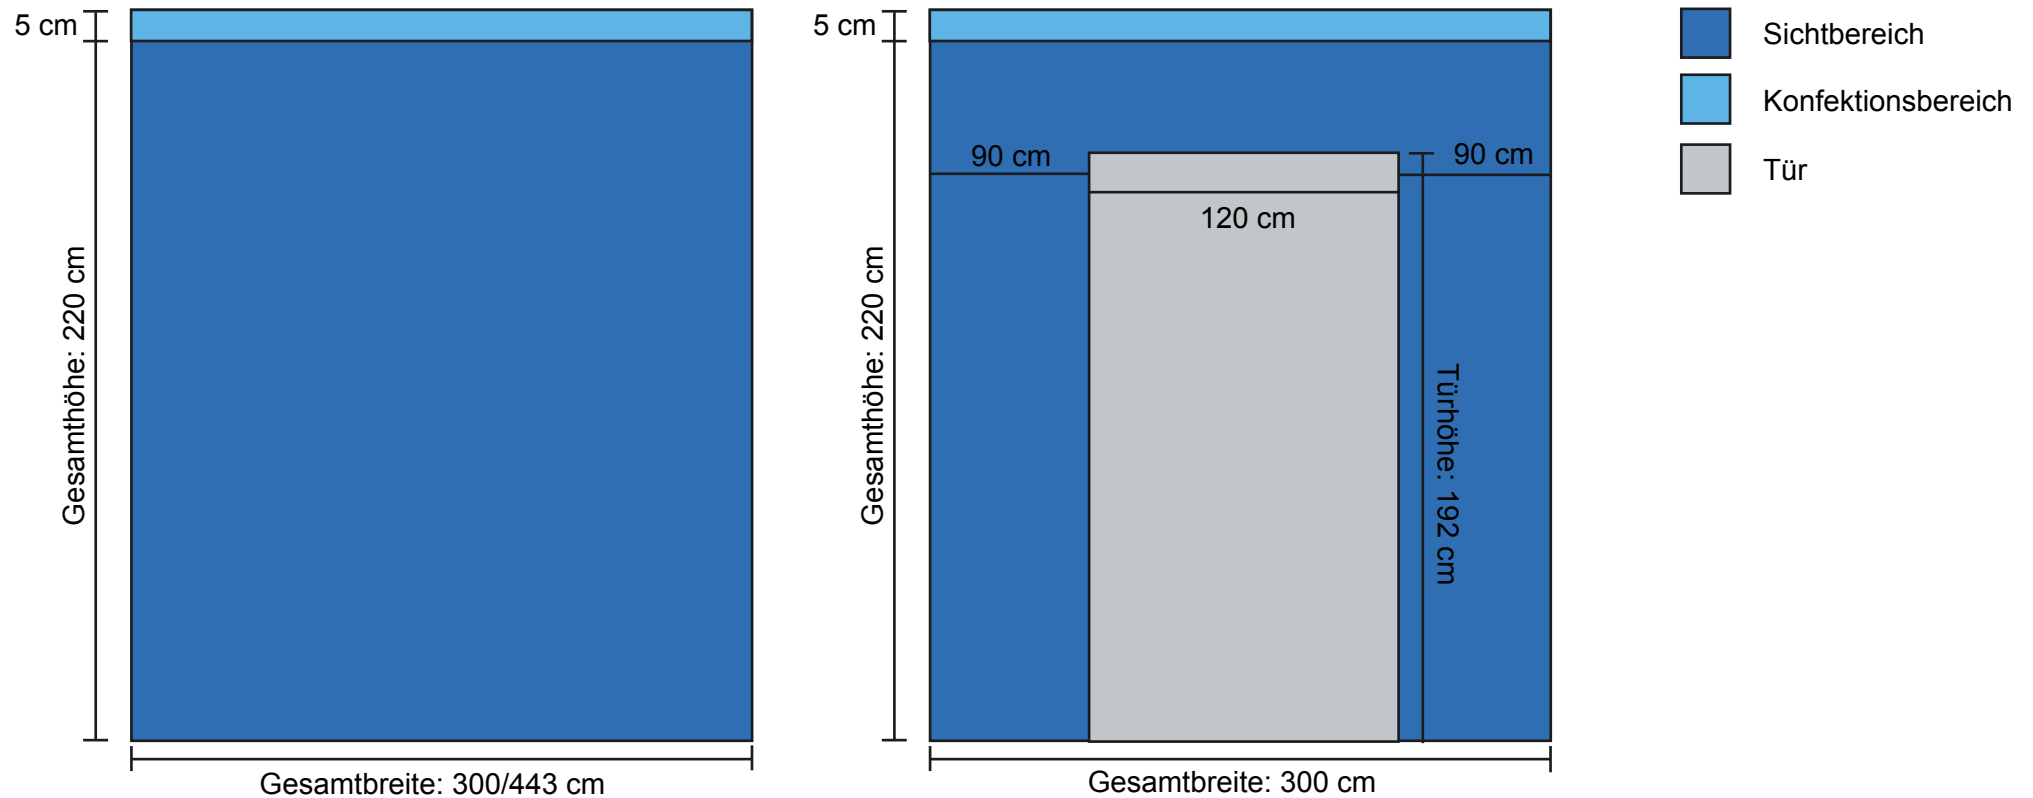 5 cm
Gesamthöhe: 220 cm
Gesamtbreite: 300/443 cm
5 cm
Gesamthöhe: 220 cm
90 cm
120 cm
90 cm
Türhöhe: 192 cm
Gesamtbreite: 300 cm
Sichtbereich
Konfektionsbereich
Tür